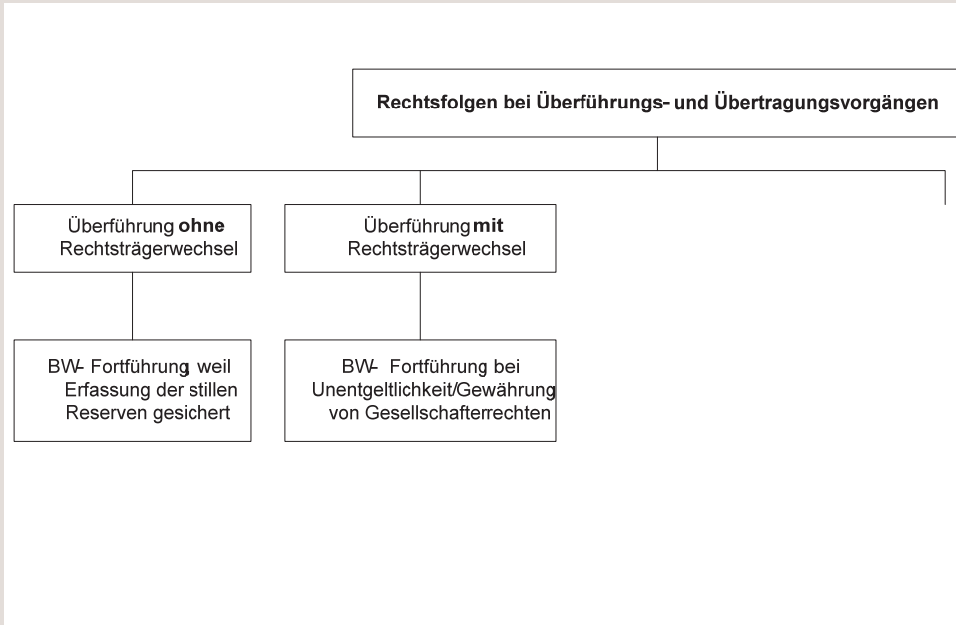 Rechtsfolgen bei Überführungs- und Übertragungsvorgängen
Überführung ohne
Rechtsträgerwechsel
Überführung mit
Rechtsträgerwechsel
BW- Fortführung, weil
Erfassung der stillen
Reserven gesichert
BW- Fortführung bei
Unentgeltlichkeit/Gewährung
von Gesellschafterrechten